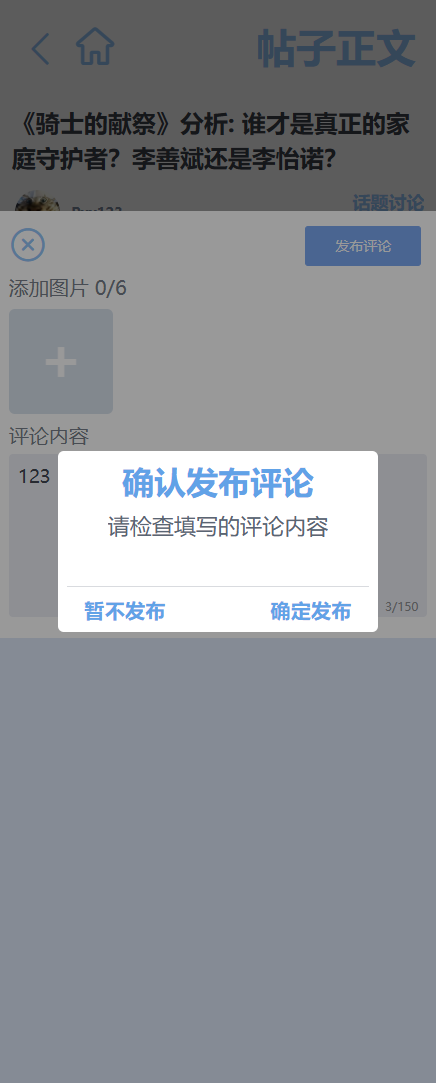 帖子正文
《骑士的献祭》分析: 谁才是真正的家
庭守护者？李善斌还是李怡诺?
话题讨论
发布评论
添加图片 0/6
评论内容
123
确认发布评论
请检查填写的评论内容
3/150
暂不发布
确定发布